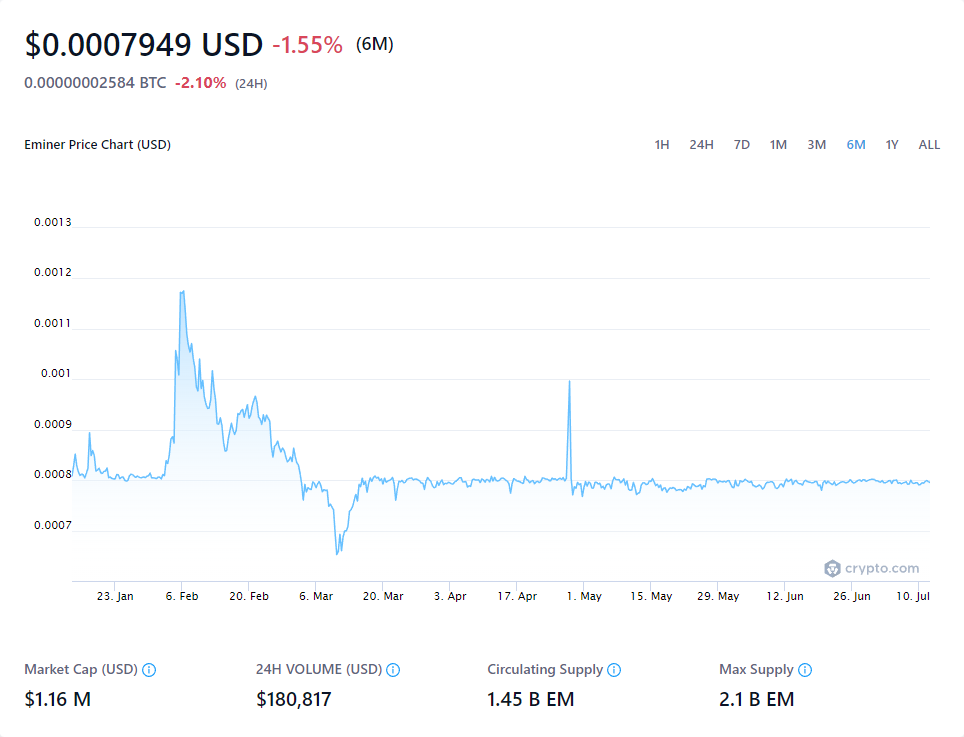 $0.0007949 USD -1.55% (6M)
0.00000002584 BTC -2.10% (24H)
Eminer Price Chart (USD) 1H 24H 7D 1M 3M 6M 1Y ALL
0.0013
0.0012
0.0011
0.001
0.0009
0.0008
0.0007
crypto.com
23. Jan 6. Feb 20. Feb 6. Mar 20. Mar 3. Apr 17. Apr 1. May 15. May 29. May 12. Jun 26. Jun 10. Jul
Market Cap (USD) 24H VOLUME (USD) Circulating Supply Max Supply
$1.16 M $180,817 1.45 B EM 2.1 B EM